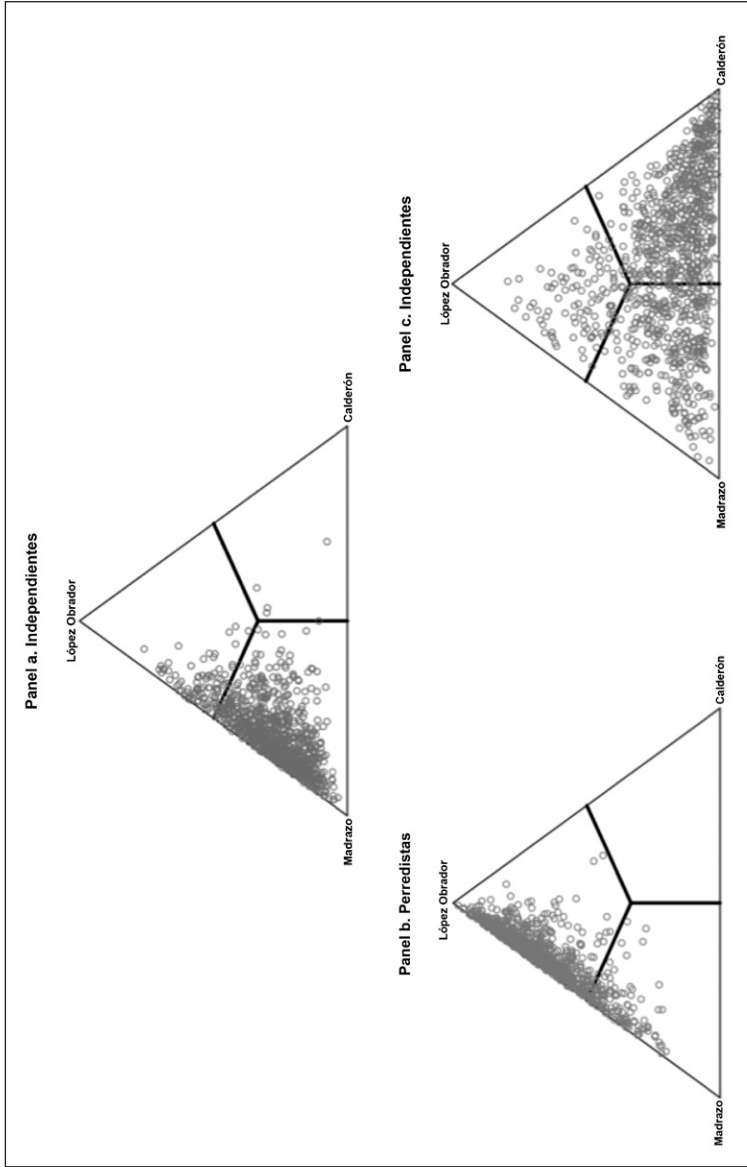 Panel a. Independientes
López Obrador
Madrazo
Calderón
Panel b. Perredistas
López Obrador
Madrazo
Calderón
Panel c. Independientes
López Obrador
Madrazo
Calderón